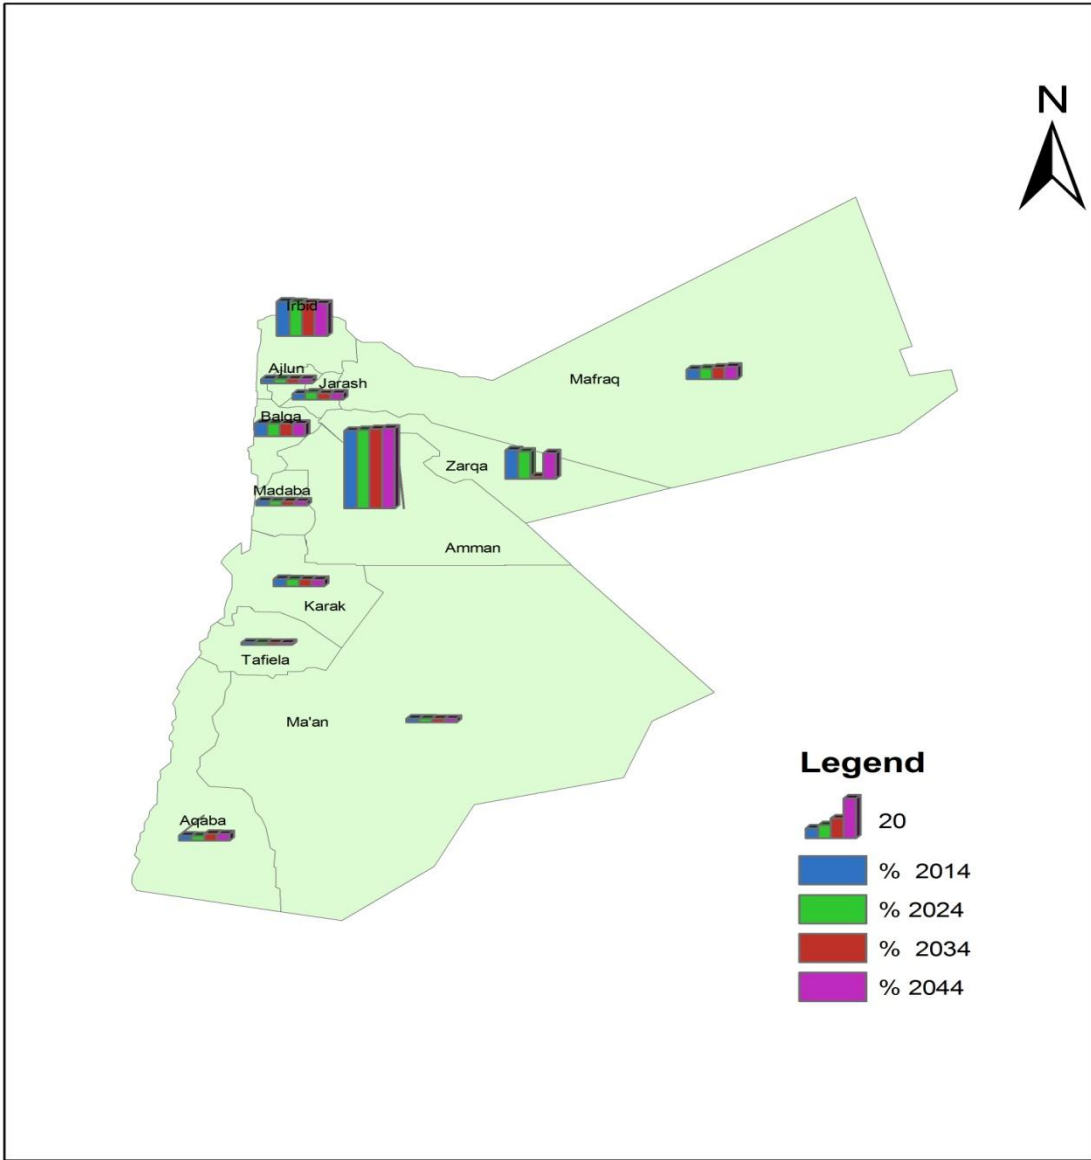 N
Irbid
Ajlun
Jarash
Mafraq
Balqa
Zarqa
Madaba
Amman
Karak
Tafiela
Ma'an
Aqaba
Legend
20
% 2014
% 2024
% 2034
% 2044